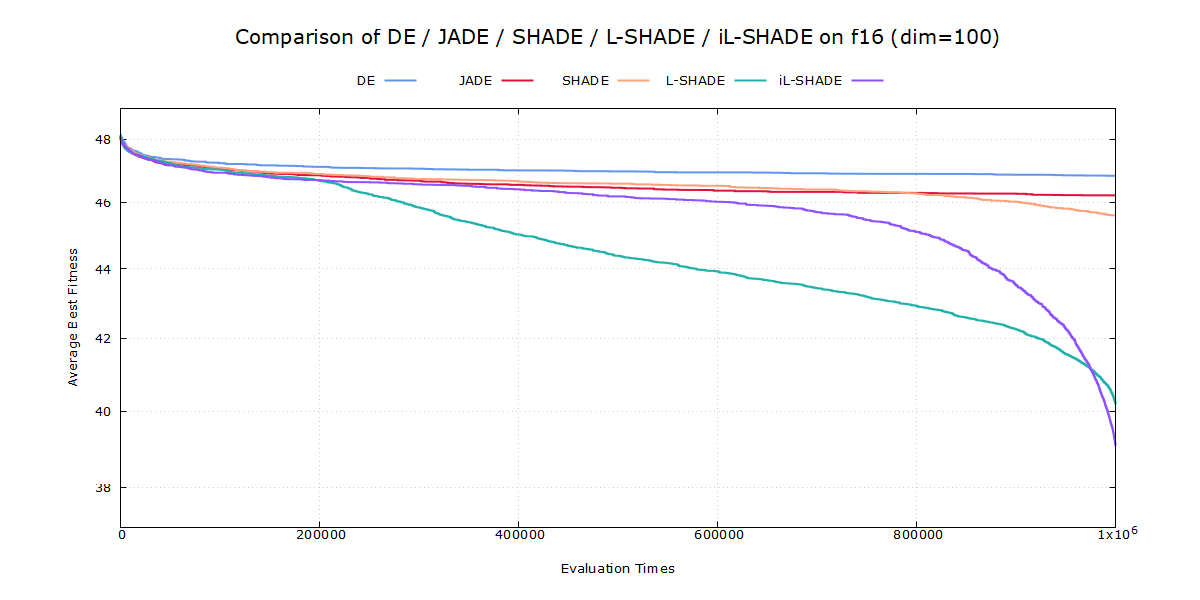 Comparison of DE / JADE / SHADE / L-SHADE / iL-SHADE on f16 (dim=100)
DE JADE SHADE L-SHADE iL-SHADE
48
46
44
42
40
38
Average Best Fitness
0 200000 400000 600000 800000 1x10^6
Evaluation Times